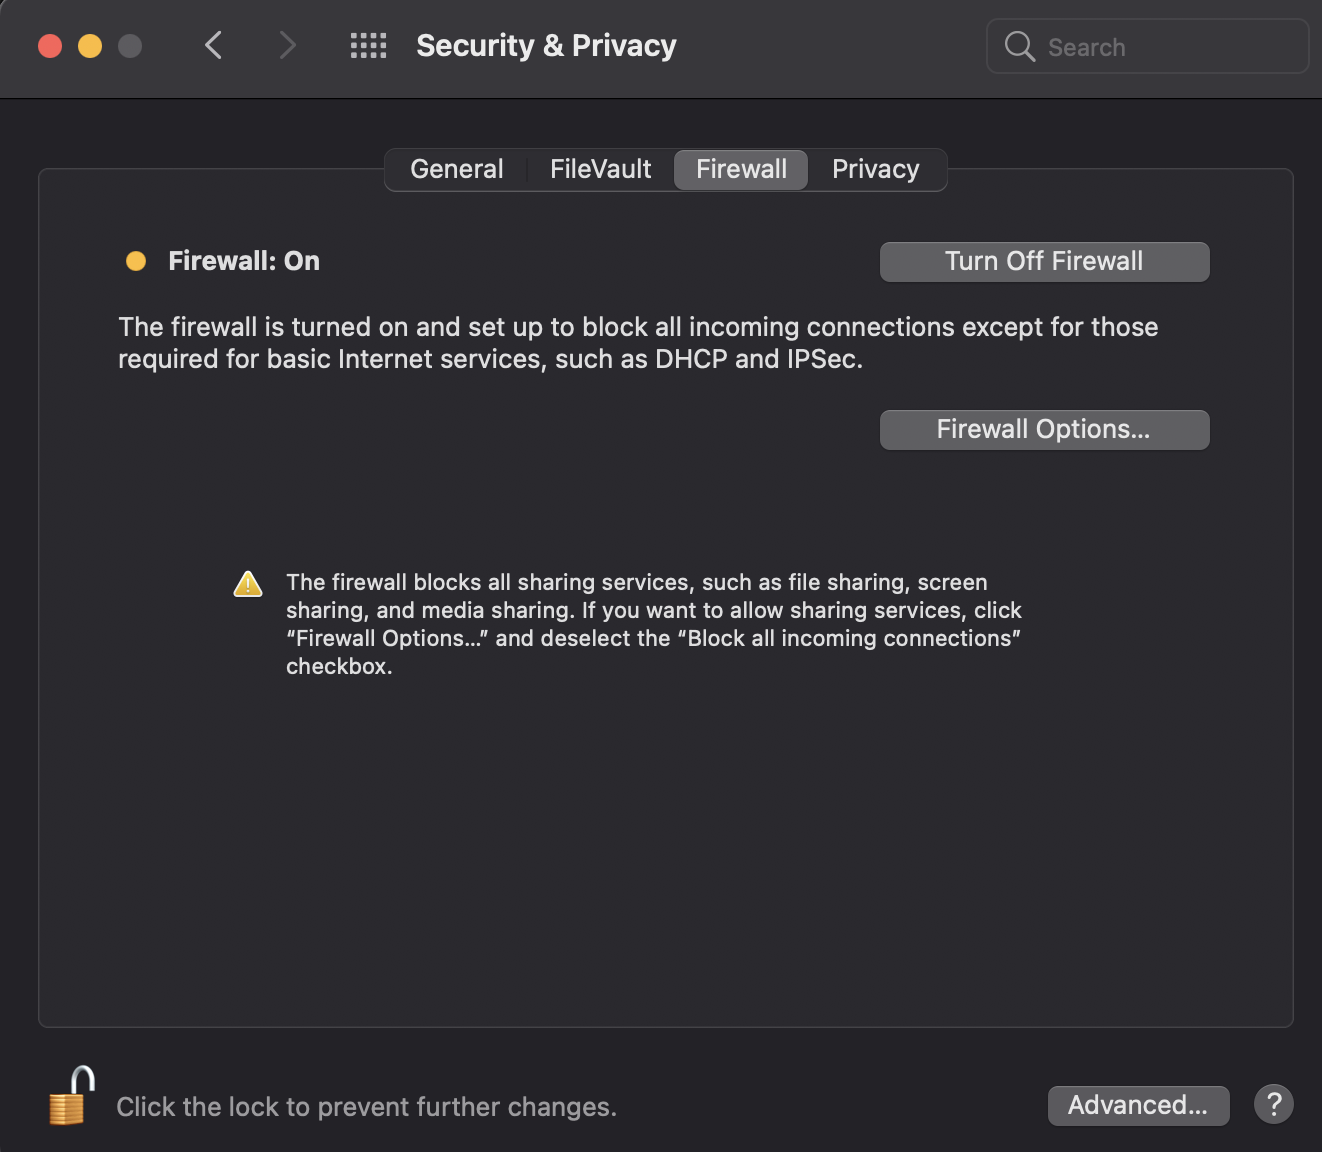 Security & Privacy
Search
General
FileVault
Firewall
Privacy
Firewall: On
Turn Off Firewall
The firewall is turned on and set up to block all incoming connections except for those
required for basic Internet services, such as DHCP and IPSec.
Firewall Options...
The firewall blocks all sharing services, such as file sharing, screen
sharing, and media sharing. If you want to allow sharing services, click
“Firewall Options...” and deselect the “Block all incoming connections”
checkbox.
Click the lock to prevent further changes.
Advanced...
?